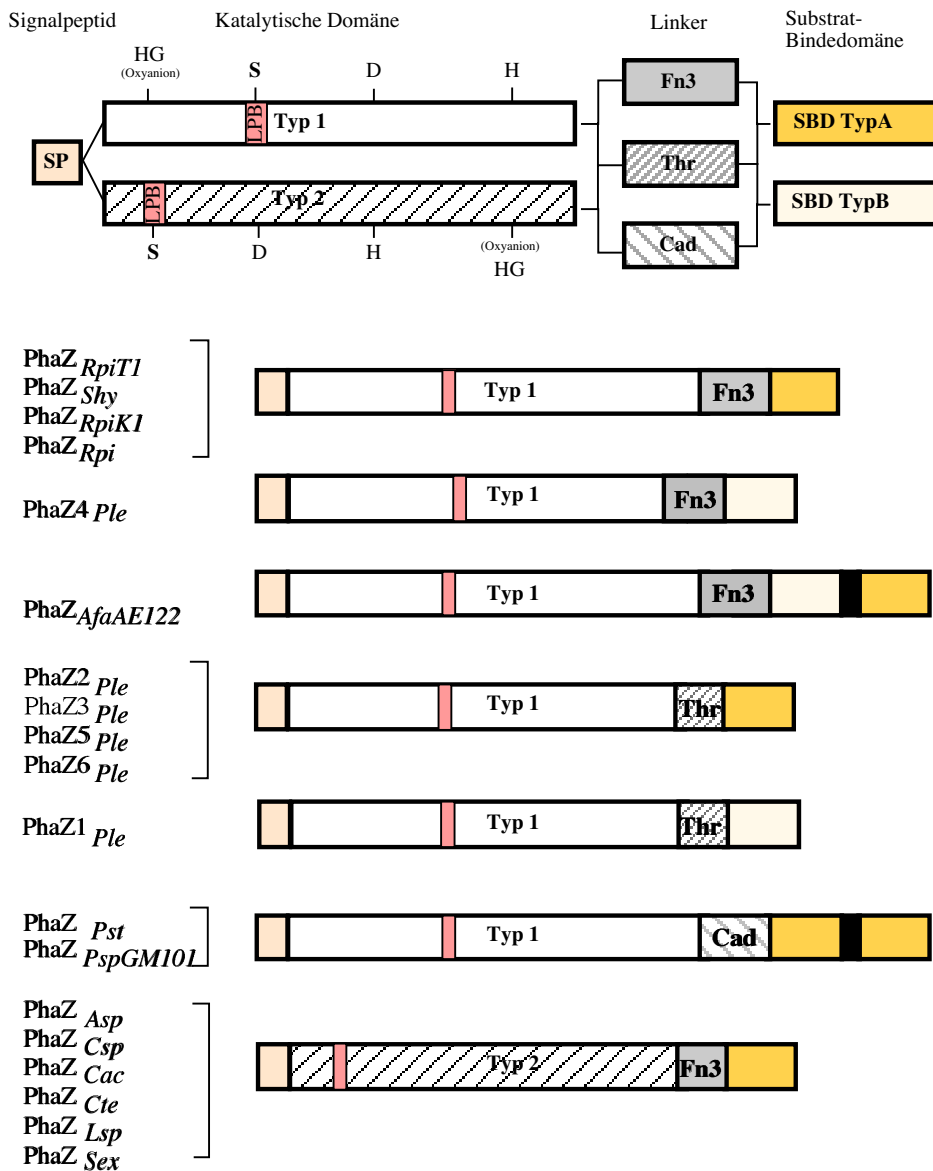 Signalpeptid Katalytische Domäne Linker Substrat-
Bindedomäne
HG S D H
(Oxyanion)
Fn3
LPB Typ 1 SBD TypA
SP Thr
LPB Typ 2 SBD TypB
Cad
S D H (Oxyanion)
HG
PhaZ RpiT1
PhaZ Shy
PhaZ RpiK1
PhaZ Rpi
Typ 1 Fn3
PhaZ4 Ple Typ 1 Fn3
PhaZ AfaAE122 Typ 1 Fn3
PhaZ2 Ple
PhaZ3 Ple
PhaZ5 Ple
PhaZ6 Ple
Typ 1 Thr
PhaZ1 Ple Typ 1 Thr
PhaZ Pst
PhaZ PspGM101
Typ 1 Cad
PhaZ Asp
PhaZ Csp
PhaZ Cac
PhaZ Cte
PhaZ Lsp
PhaZ Sex
Typ 2 Fn3